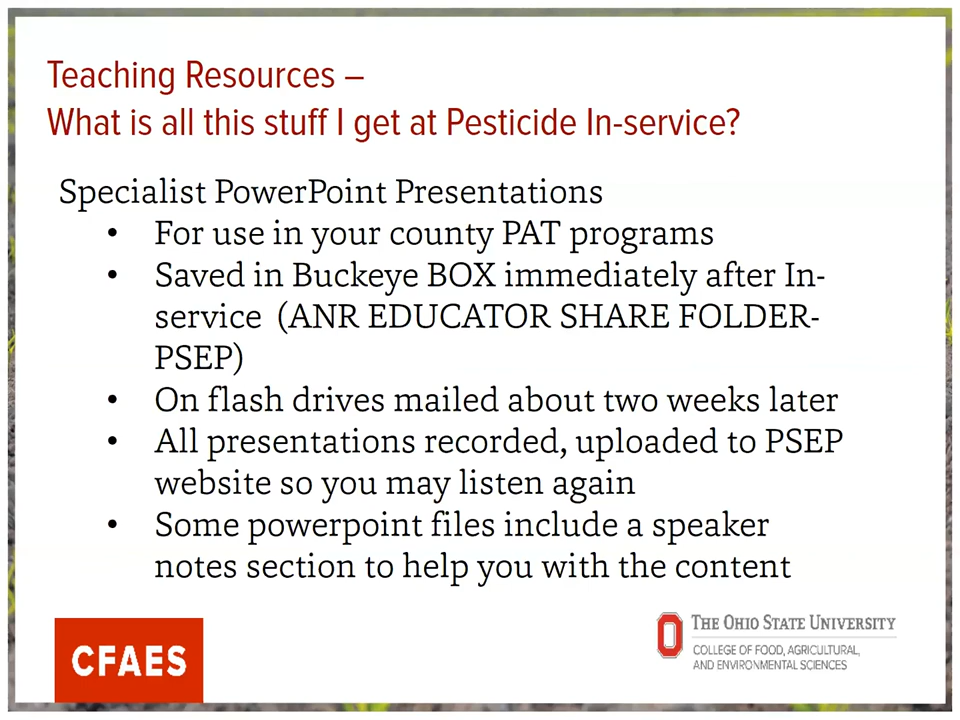 Teaching Resources –
What is all this stuff I get at Pesticide In-service?
Specialist PowerPoint Presentations
• For use in your county PAT programs
• Saved in Buckeye BOX immediately after In-
service (ANR EDUCATOR SHARE FOLDER-
PSEP)
• On flash drives mailed about two weeks later
• All presentations recorded, uploaded to PSEP
website so you may listen again
• Some powerpoint files include a speaker
notes section to help you with the content
CFAES
THE OHIO STATE UNIVERSITY
COLLEGE OF FOOD, AGRICULTURAL,
AND ENVIRONMENTAL SCIENCES